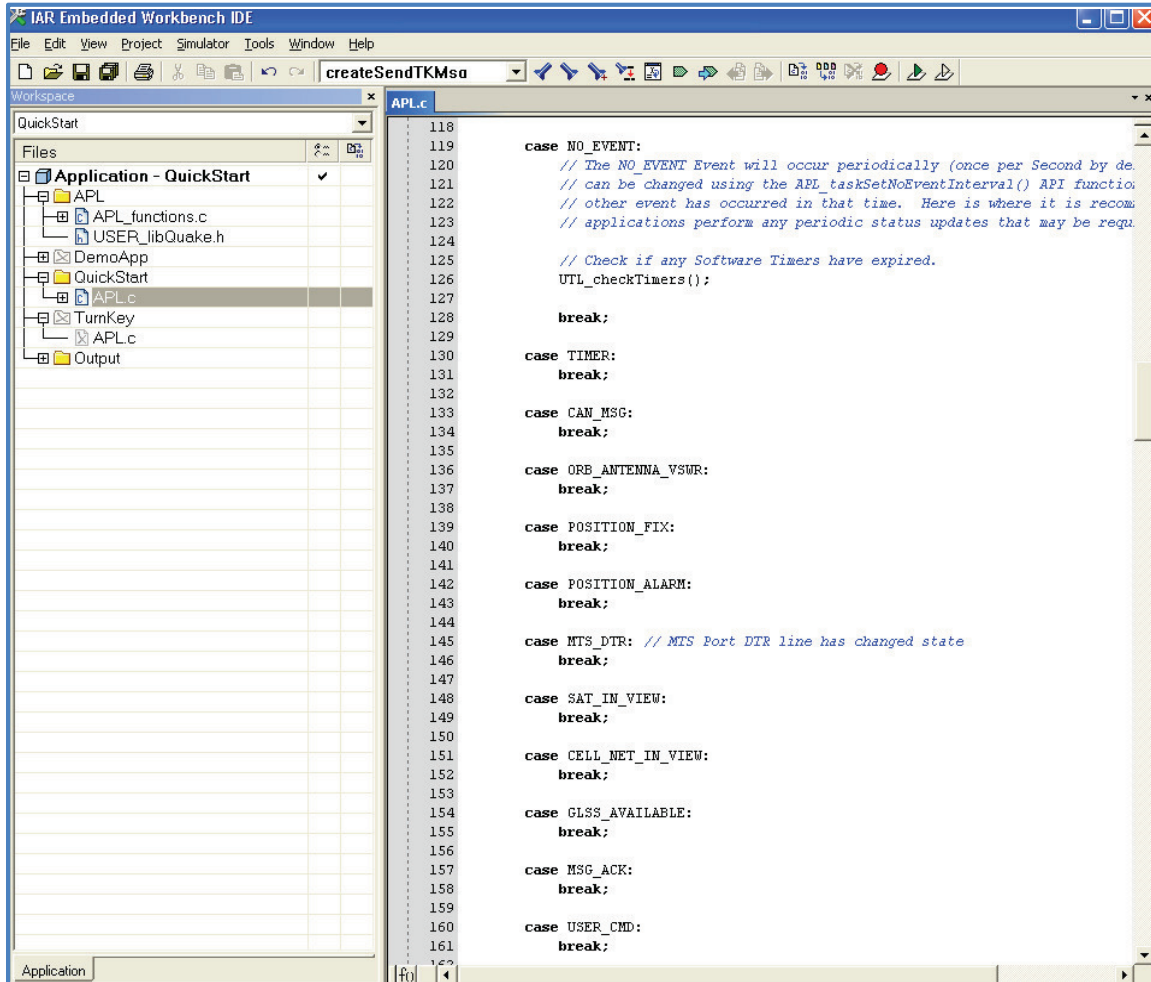 IAR Embedded Workbench IDE
File Edit View Project Simulator Tools Window Help
createSendTKMsg
Workspace
QuickStart
Files
Application - QuickStart
APL
APL_functions.c
USER_libQuake.h
DemoApp
QuickStart
APL.c
TurnKey
APL.c
Output
Application
APL.c
118
119 case NO_EVENT:
120 // The NO_EVENT Event will occur periodically (once per Second by de
121 // can be changed using the APL_taskSetNoEventInterval() API functio
122 // other event has occurred in that time. Here is where it is recom
123 // applications perform any periodic status updates that may be requ
124
125 // Check if any Software Timers have expired.
126 UTL_checkTimers();
127
128 break;
129
130 case TIMER:
131 break;
132
133 case CAN_MSG:
134 break;
135
136 case ORB_ANTENNA_VSWR:
137 break;
138
139 case POSITION_FIX:
140 break;
141
142 case POSITION_ALARM:
143 break;
144
145 case MTS_DTR: // MTS Port DTR line has changed state
146 break;
147
148 case SAT_IN_VIEW:
149 break;
150
151 case CELL_NET_IN_VIEW:
152 break;
153
154 case GLSS_AVAILABLE:
155 break;
156
157 case MSG_ACK:
158 break;
159
160 case USER_CMD:
161 break;
162